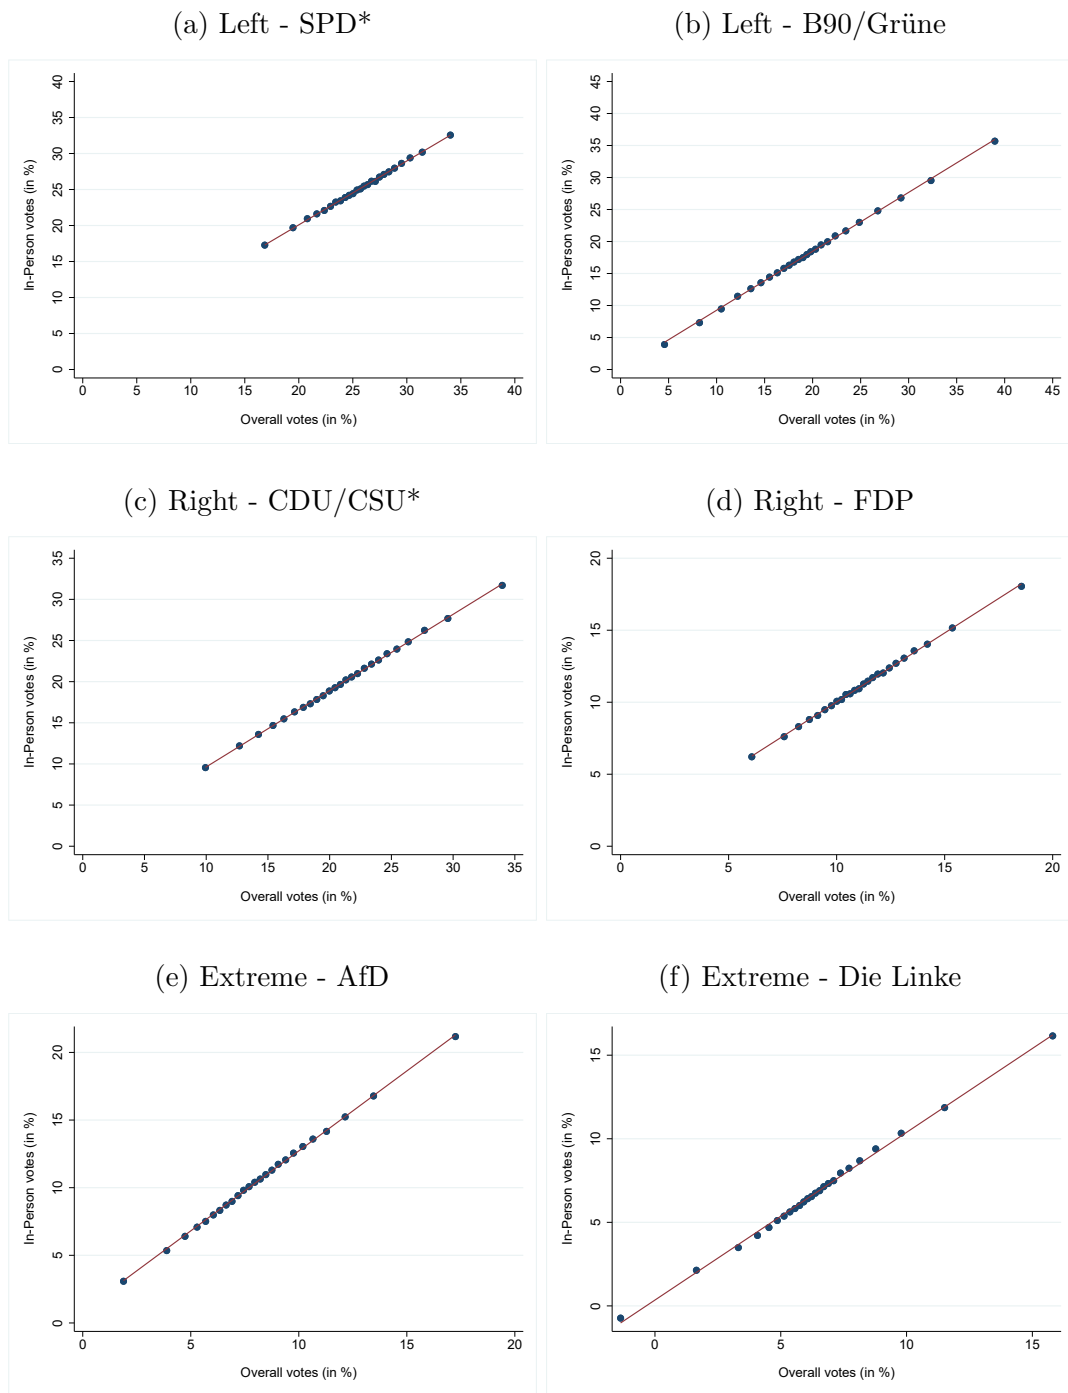 (a) Left - SPD*
(b) Left - B90/Grüne
In-Person votes (in %)
40
35
30
25
20
15
10
5
0
0 5 10 15 20 25 30 35 40
Overall votes (in %)
In-Person votes (in %)
45
40
35
30
25
20
15
10
5
0
0 5 10 15 20 25 30 35 40 45
Overall votes (in %)
(c) Right - CDU/CSU*
(d) Right - FDP
In-Person votes (in %)
35
30
25
20
15
10
5
0
0 5 10 15 20 25 30 35
Overall votes (in %)
In-Person votes (in %)
20
15
10
5
0
0 5 10 15 20
Overall votes (in %)
(e) Extreme - AfD
(f) Extreme - Die Linke
In-Person votes (in %)
20
15
10
5
0
0 5 10 15 20
Overall votes (in %)
In-Person votes (in %)
15
10
5
0
0 5 10 15
Overall votes (in %)